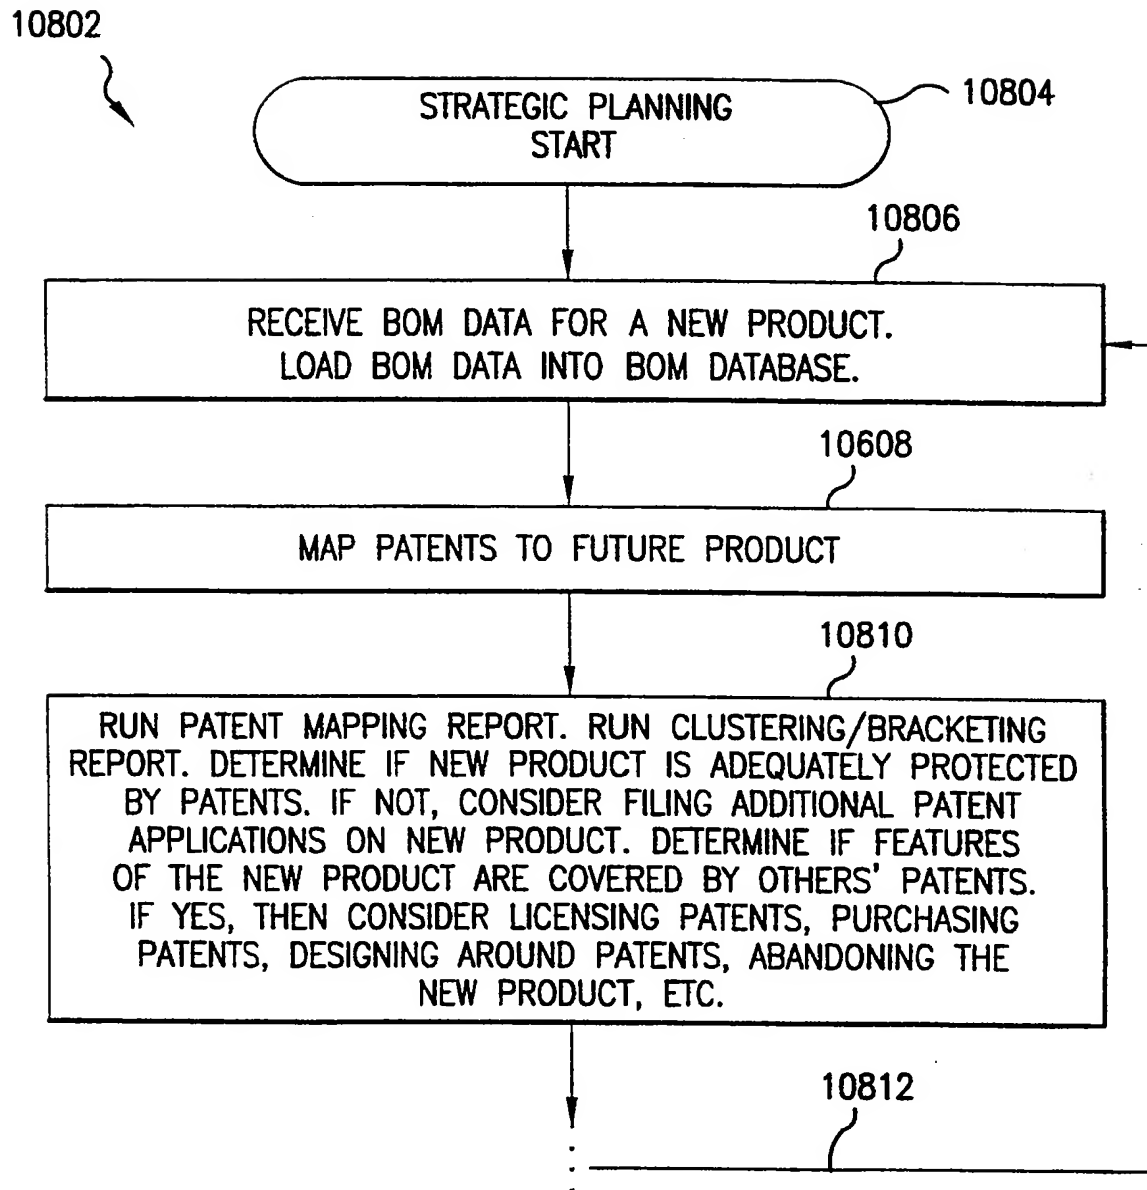 10802
STRATEGIC PLANNING
START
10804
10806
RECEIVE BOM DATA FOR A NEW PRODUCT.
LOAD BOM DATA INTO BOM DATABASE.
10608
MAP PATENTS TO FUTURE PRODUCT
10810
RUN PATENT MAPPING REPORT. RUN CLUSTERING/BRACKETING
REPORT. DETERMINE IF NEW PRODUCT IS ADEQUATELY PROTECTED
BY PATENTS. IF NOT, CONSIDER FILING ADDITIONAL PATENT
APPLICATIONS ON NEW PRODUCT. DETERMINE IF FEATURES
OF THE NEW PRODUCT ARE COVERED BY OTHERS' PATENTS.
IF YES, THEN CONSIDER LICENSING PATENTS, PURCHASING
PATENTS, DESIGNING AROUND PATENTS, ABANDONING THE
NEW PRODUCT, ETC.
10812